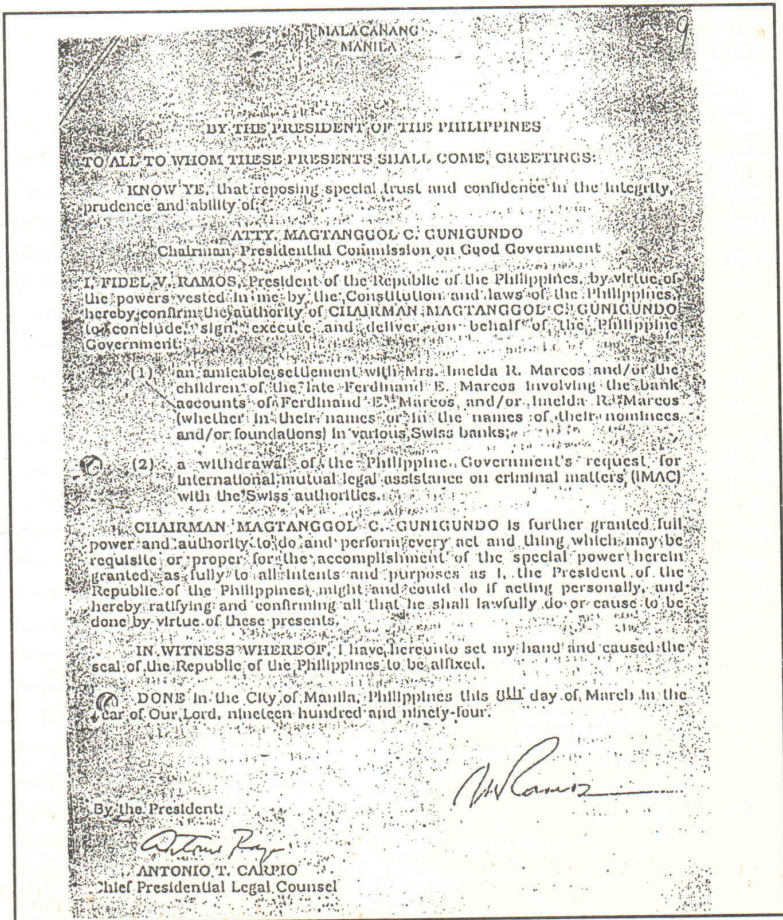 MALACANANG
MANILA
9
BY THE PRESIDENT OF THE PHILIPPINES
TO ALL TO WHOM THESE PRESENTS SHALL COME, GREETINGS:
KNOW YE, that reposing special trust and confidence in the integrity,
prudence and ability of:
ATTY. MAGTANGGOL C. GUNIGUNDO
Chairman, Presidential Commission on Good Government
I, FIDEL V. RAMOS, President of the Republic of the Philippines, by virtue of
the powers vested in me by the Constitution and laws of the Philippines,
hereby confirm the authority of CHAIRMAN MAGTANGGOL C. GUNIGUNDO
to conclude, sign, execute and deliver on behalf of the Philippine
Government:
(1) an amicable settlement with Mrs. Imelda R. Marcos and/or the
children of the late Ferdinand E. Marcos involving the bank
accounts of Ferdinand E. Marcos and/or Imelda R. Marcos
(whether in their names or in the names of their nominees
and/or foundations) in various Swiss banks;
(2) a withdrawal of the Philippine Government's request for
international mutual legal assistance on criminal matters (IMAC)
with the Swiss authorities.
CHAIRMAN MAGTANGGOL C. GUNIGUNDO is further granted full
power and authority to do and perform every act and thing which may be
requisite or proper for the accomplishment of the special power herein
granted, as fully to all intents and purposes as I, the President of the
Republic of the Philippines, might and could do if acting personally, and
hereby ratifying and confirming all that he shall lawfully do or cause to be
done by virtue of these presents.
IN WITNESS WHEREOF, I have hereunto set my hand and caused the
seal of the Republic of the Philippines to be affixed.
DONE in the City of Manila, Philippines this 8th day of March in the
year of Our Lord, nineteen hundred and ninety-four.
By the President:
ANTONIO T. CARPIO
Chief Presidential Legal Counsel